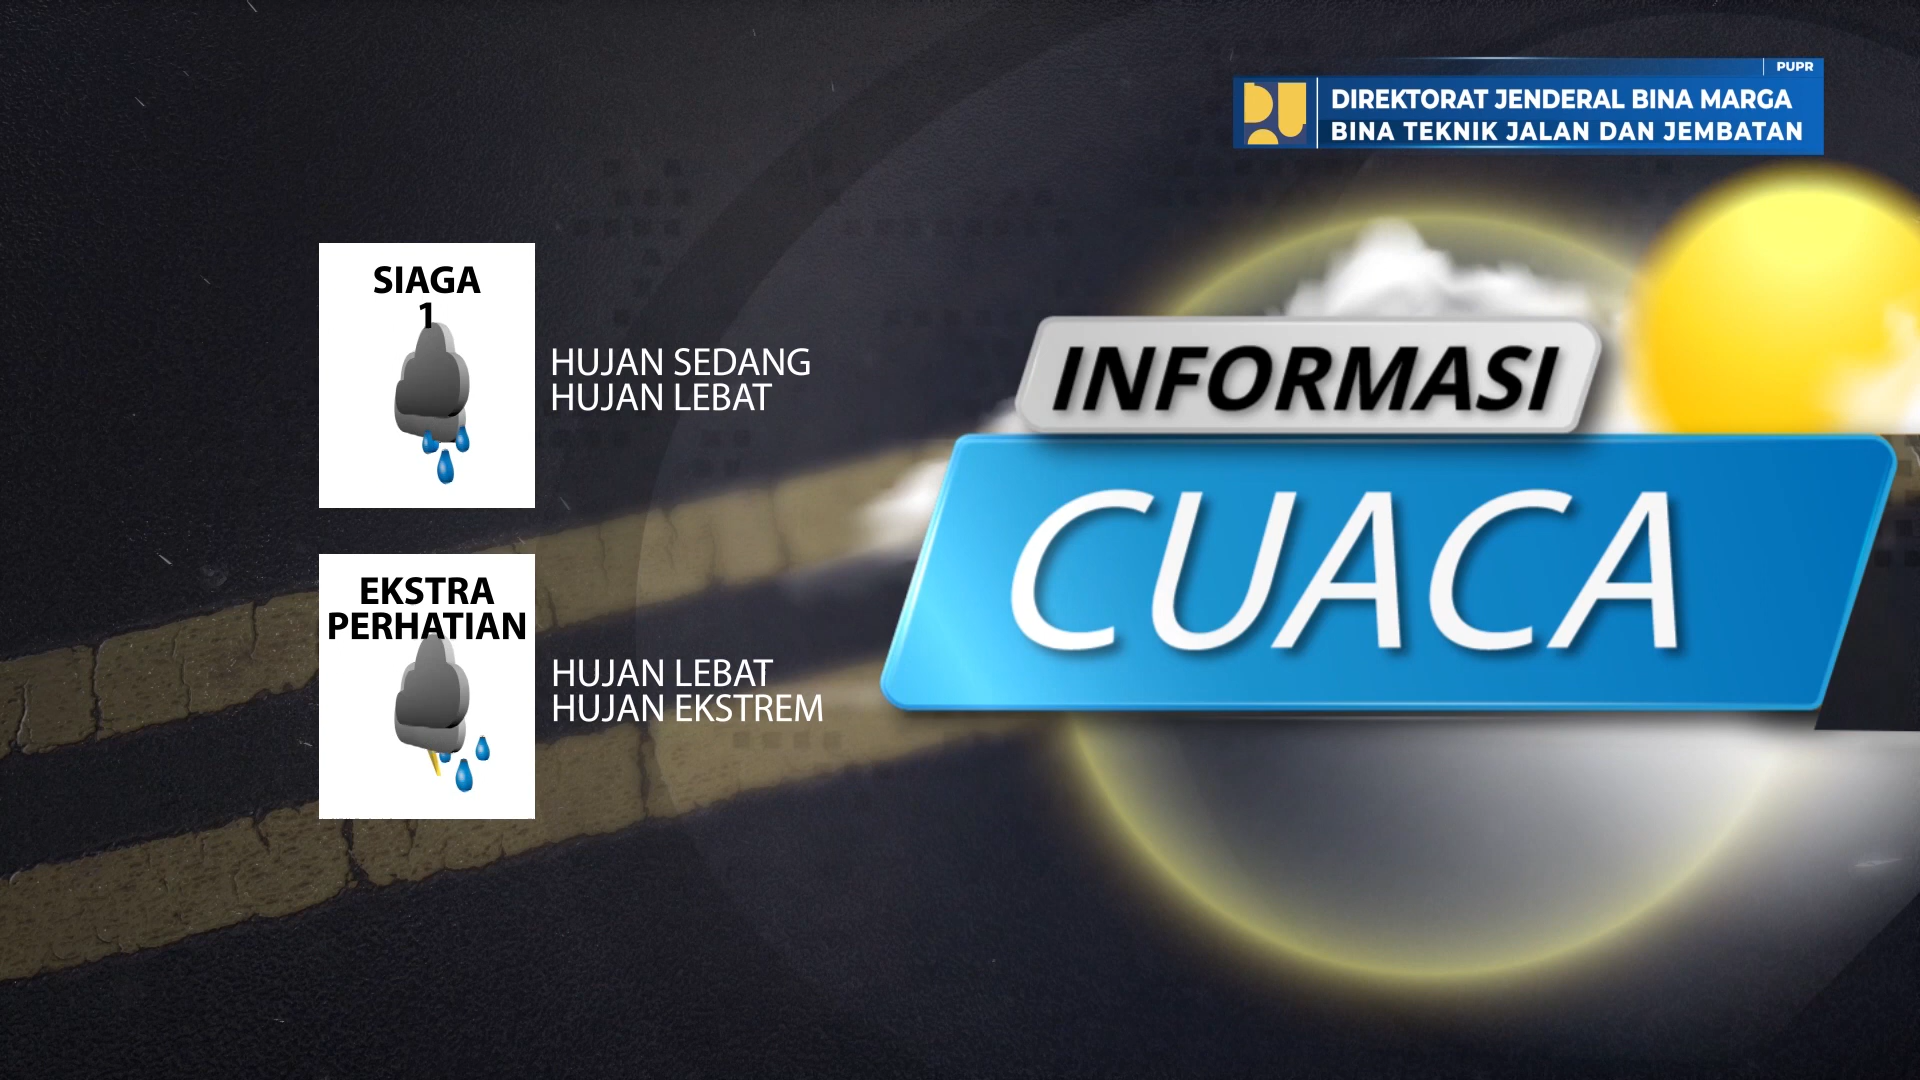 PUPR
DIREKTORAT JENDERAL BINA MARGA
BINA TEKNIK JALAN DAN JEMBATAN
SIAGA
1
HUJAN SEDANG
HUJAN LEBAT
EKSTRA
PERHATIAN
HUJAN LEBAT
HUJAN EKSTREM
INFORMASI
CUACA